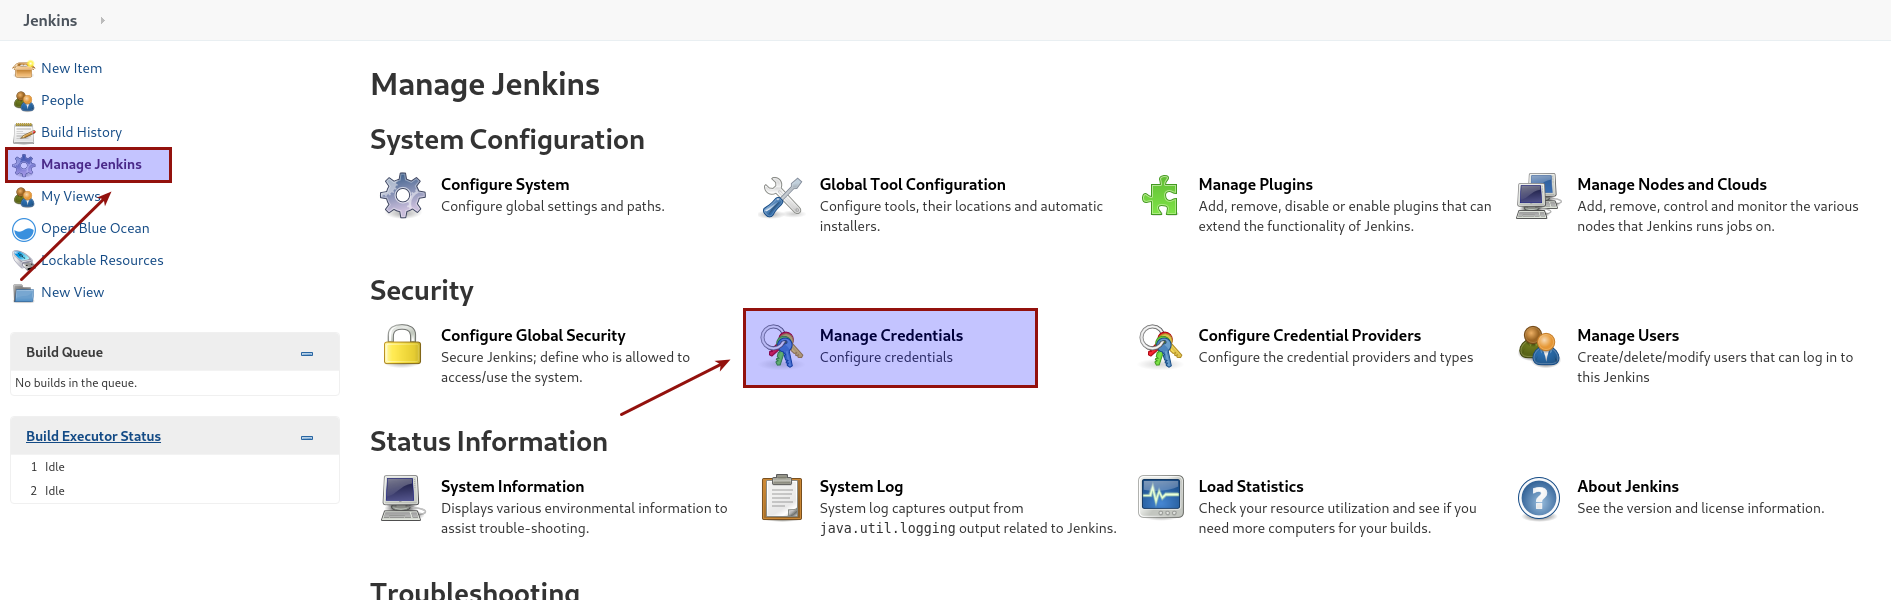 Jenkins
New Item
People
Build History
Manage Jenkins
My Views
Open Blue Ocean
Lockable Resources
New View
Build Queue
No builds in the queue.
Build Executor Status
1 Idle
2 Idle
Manage Jenkins
System Configuration
Configure System
Configure global settings and paths.
Global Tool Configuration
Configure tools, their locations and automatic
installers.
Manage Plugins
Add, remove, disable or enable plugins that can
extend the functionality of Jenkins.
Manage Nodes and Clouds
Add, remove, control and monitor the various
nodes that Jenkins runs jobs on.
Security
Configure Global Security
Secure Jenkins; define who is allowed to
access/use the system.
Manage Credentials
Configure credentials
Configure Credential Providers
Configure the credential providers and types
Manage Users
Create/delete/modify users that can log in to
this Jenkins
Status Information
System Information
Displays various environmental information to
assist trouble-shooting.
System Log
System log captures output from
java.util.logging output related to Jenkins.
Load Statistics
Check your resource utilization and see if you
need more computers for your builds.
About Jenkins
See the version and license information.
Troubleshooting